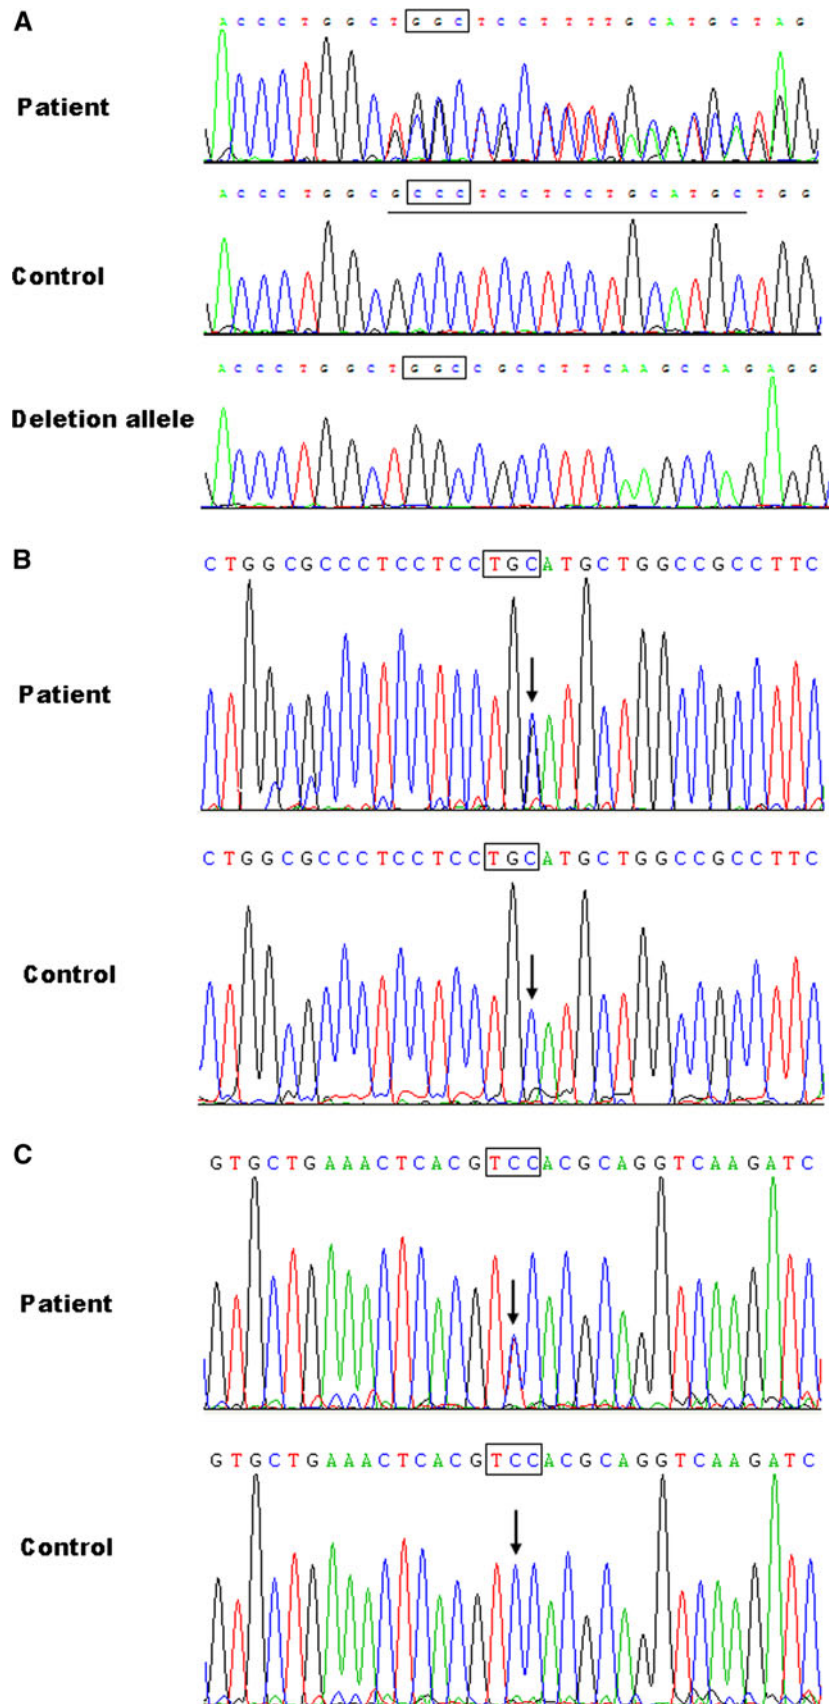 A
A C C C T G G C T G G C T C C T T T T G C A T G C T A G
Patient
A C C C T G G C G C C C T C C T C C T G C A T G C T G G
Control
A C C C T G G C T G G C C G C C T T C A A G C C A G A G G
Deletion allele
B
C T G G C G C C C T C C T C C T G C A T G C T G G C C G C C T T C
Patient
C T G G C G C C C T C C T C C T G C A T G C T G G C C G C C T T C
Control
C
G T G C T G A A A C T C A C G T C C A C G C A G G T C A A G A T C
Patient
G T G C T G A A A C T C A C G T C C A C G C A G G T C A A G A T C
Control